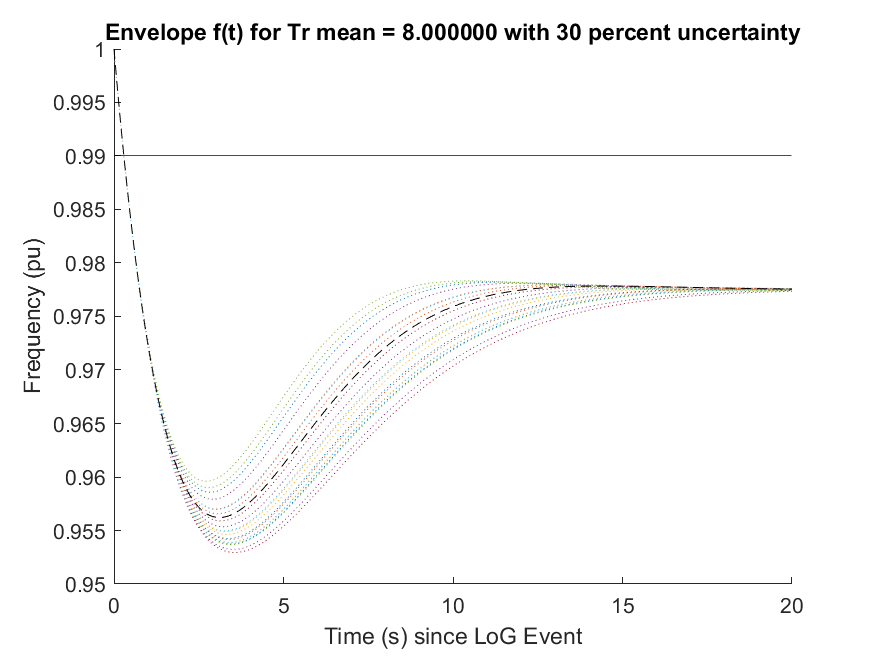 Envelope f(t) for Tr mean = 8.000000 with 30 percent uncertainty
1
0.995
0.99
0.985
0.98
0.975
0.97
0.965
0.96
0.955
0.95
Frequency (pu)
0 5 10 15 20
Time (s) since LoG Event